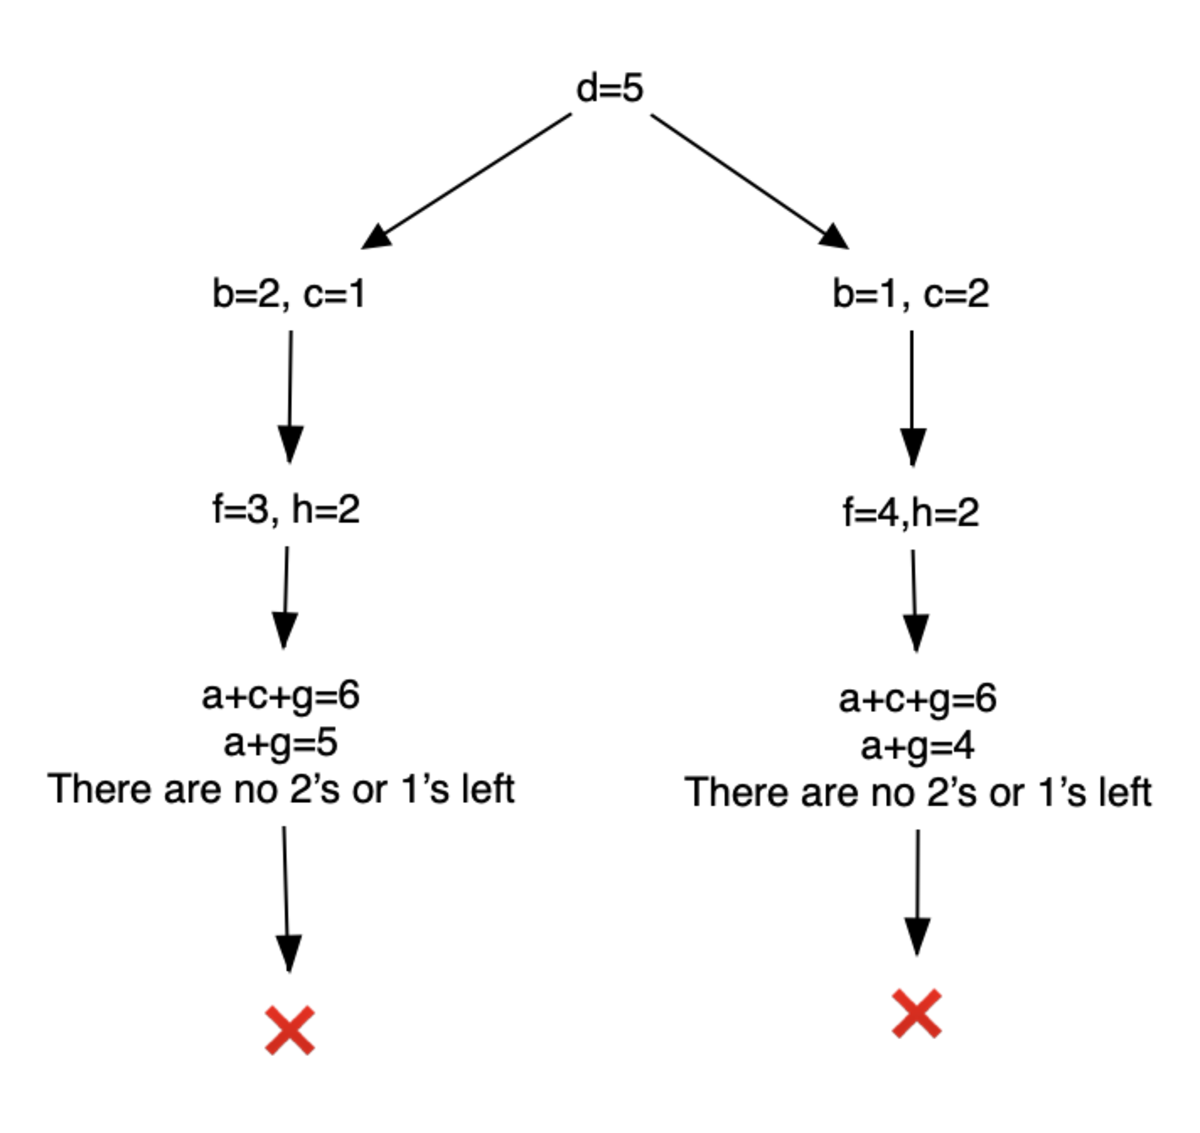 d=5
b=2, c=1
b=1, c=2
f=3, h=2
f=4,h=2
a+c+g=6
a+g=5
There are no 2’s or 1’s left
a+c+g=6
a+g=4
There are no 2’s or 1’s left